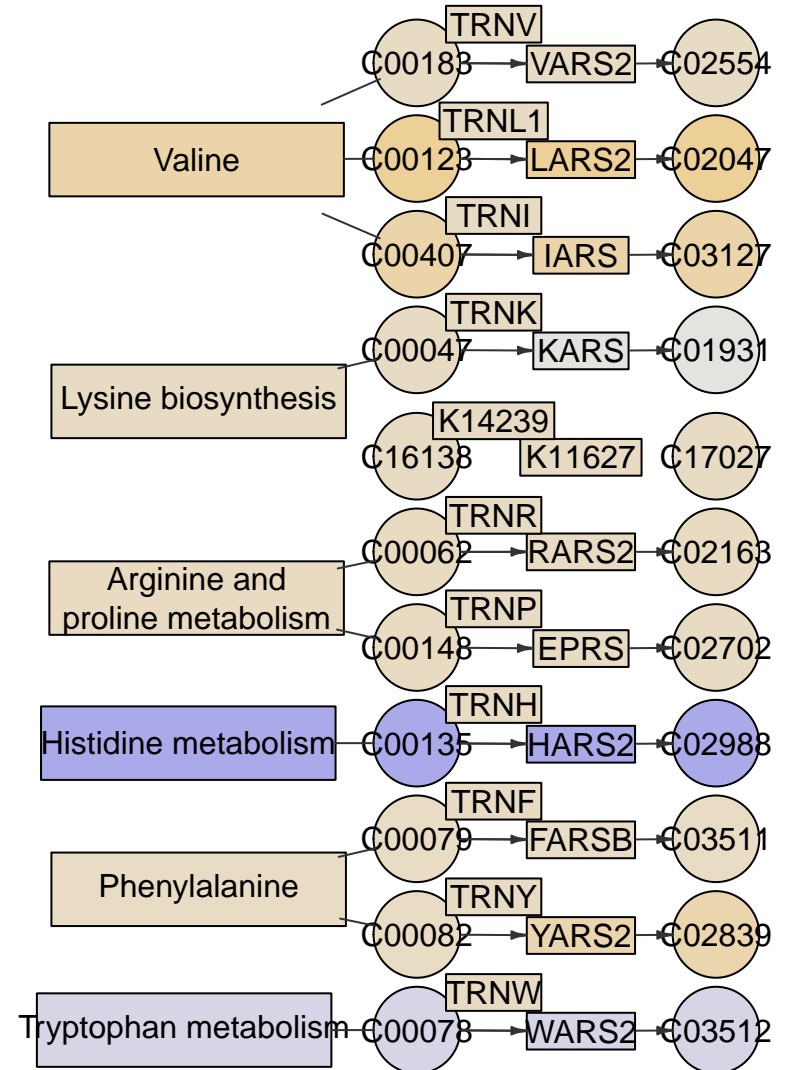 TRNV
C00183 VARS2 C02554
TRNL1
Valine C00123 LARS2 C02047
TRNI
C00407 IARS C03127
TRNK
C00047 KARS C01931
Lysine biosynthesis
K14239
C16138 K11627 C17027
TRNR
C00062 RARS2 C02163
Arginine and
proline metabolism
TRNP
C00148 EPRS C02702
TRNH
Histidine metabolism C00135 HARS2 C02988
TRNF
C00079 FARSB C03511
Phenylalanine
TRNY
C00082 YARS2 C02839
TRNW
Tryptophan metabolism C00078 WARS2 C03512